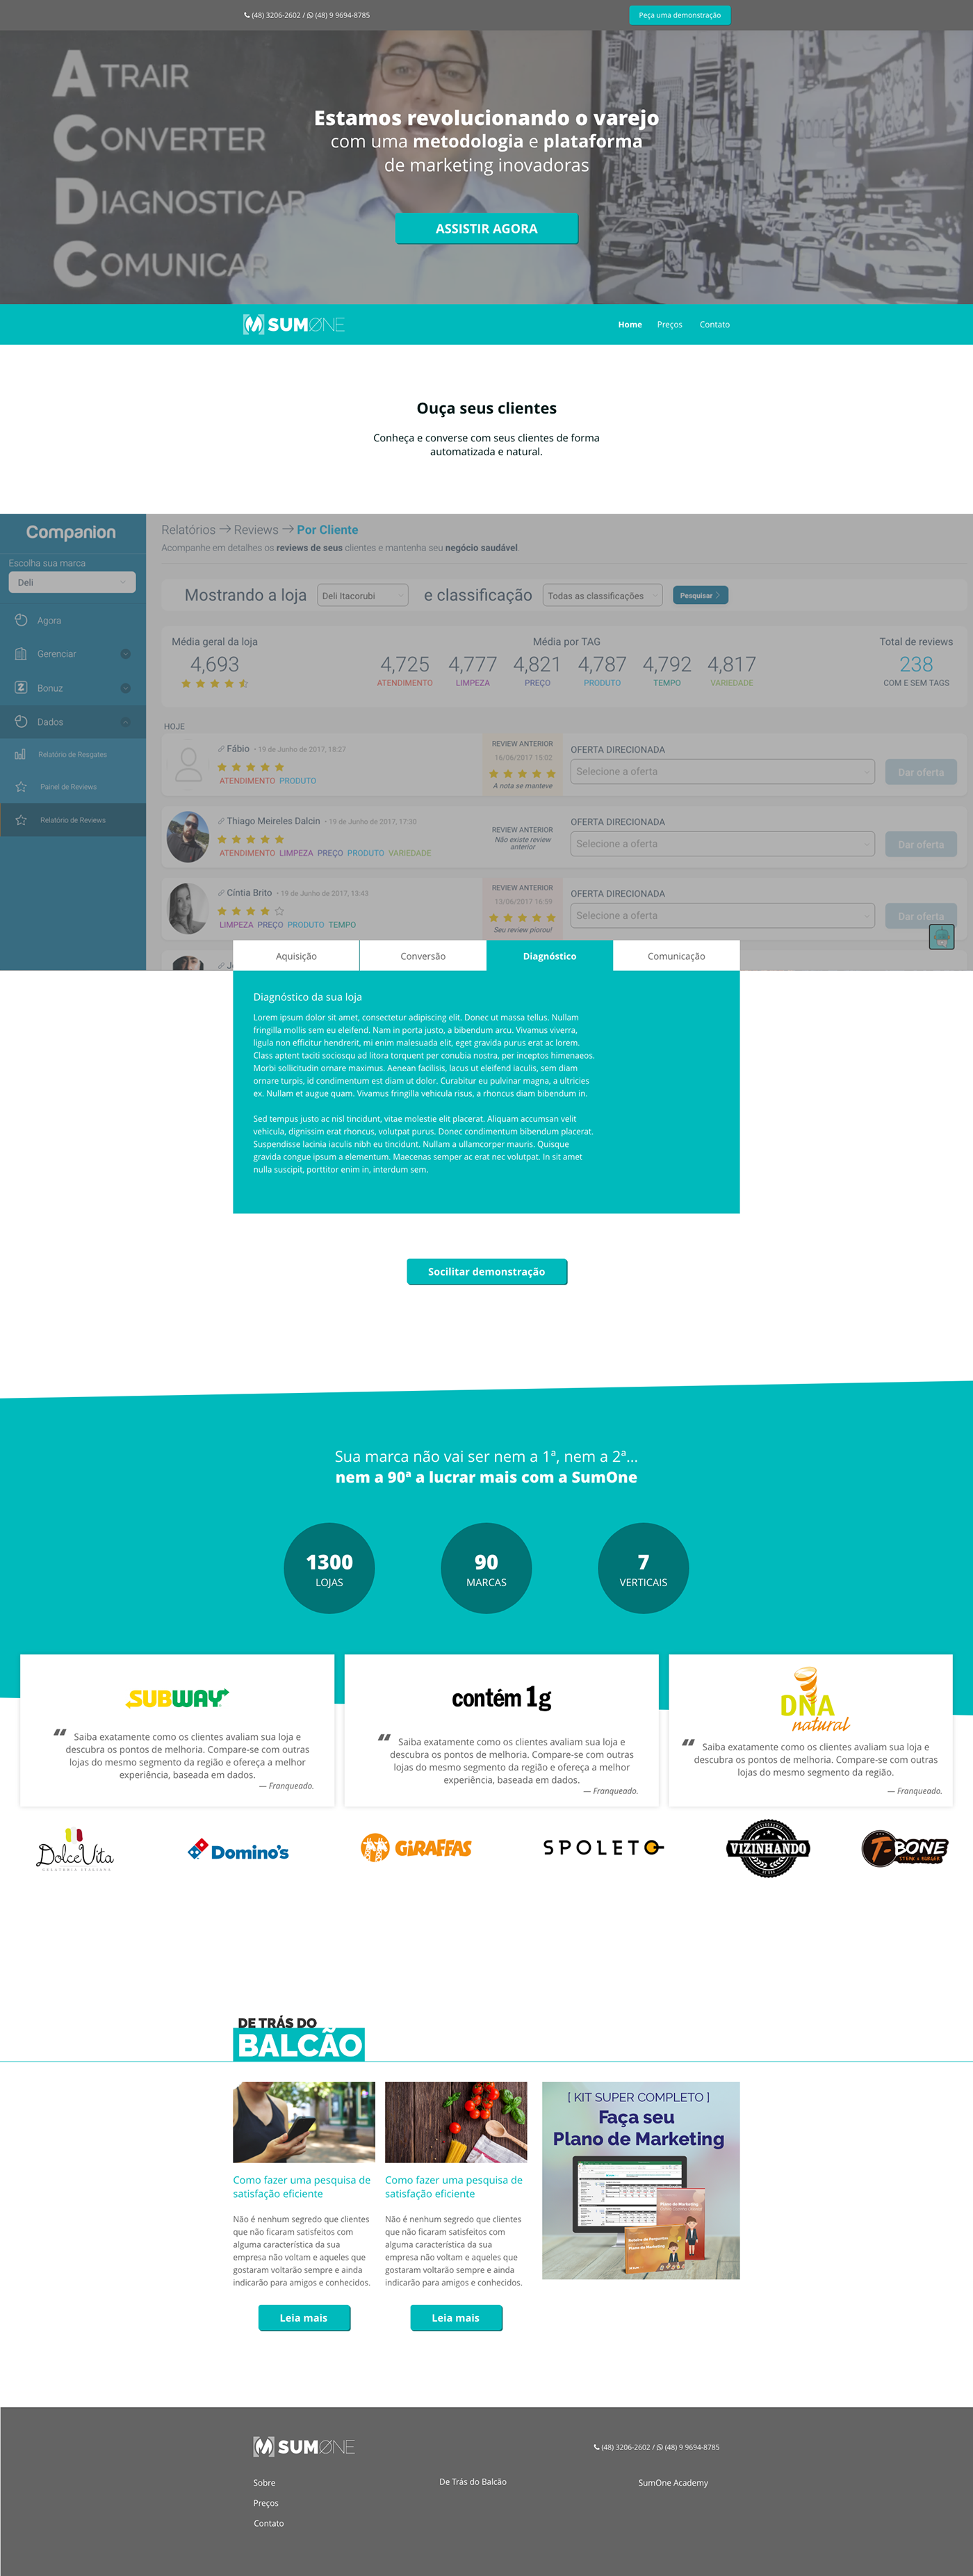 (48) 3206-2602 / (48) 9 9694-8785
Peça uma demonstração
ATRAIR
CONVERTER
DIAGNOSTICAR
COMUNICAR
Estamos revolucionando o varejo
com uma metodologia e plataforma
de marketing inovadoras
ASSISTIR AGORA
SUMØNE
Home Preços Contato
Ouça seus clientes
Conheça e converse com seus clientes de forma
automatizada e natural.
Companion
Escolha sua marca
Deli
Agora
Gerenciar
Bonuz
Dados
Relatório de Resgates
Painel de Reviews
Relatório de Reviews
Relatórios → Reviews → Por Cliente
Acompanhe em detalhes os reviews de seus clientes e mantenha seu negócio saudável.
Mostrando a loja Deli Itacorubi e classificação Todas as classificações Pesquisar
Média geral da loja
4,693
Média por TAG
4,725 4,777 4,821 4,787 4,792 4,817
ATENDIMENTO LIMPEZA PREÇO PRODUTO TEMPO VARIEDADE
Total de reviews
238
COM E SEM TAGS
HOJE
Fábio • 19 de Junho de 2017, 18:27
ATENDIMENTO PRODUTO
REVIEW ANTERIOR
16/06/2017 15:02
A nota se manteve
OFERTA DIRECIONADA
Selecione a oferta
Dar oferta
Thiago Meireles Dalcin • 19 de Junho de 2017, 17:30
ATENDIMENTO LIMPEZA PREÇO PRODUTO VARIEDADE
REVIEW ANTERIOR
Não existe review
anterior
OFERTA DIRECIONADA
Selecione a oferta
Dar oferta
Cíntia Brito • 19 de Junho de 2017, 13:43
LIMPEZA PREÇO PRODUTO TEMPO
REVIEW ANTERIOR
13/06/2017 16:59
Seu review piorou!
OFERTA DIRECIONADA
Selecione a oferta
Dar oferta
Aquisição Conversão Diagnóstico Comunicação
Diagnóstico da sua loja
Lorem ipsum dolor sit amet, consectetur adipiscing elit. Donec ut massa tellus. Nullam
fringilla mollis sem eu eleifend. Nam in porta justo, a bibendum arcu. Vivamus viverra,
ligula non efficitur hendrerit, mi enim malesuada elit, eget gravida purus erat ac lorem.
Class aptent taciti sociosqu ad litora torquent per conubia nostra, per inceptos himenaeos.
Morbi sollicitudin ornare maximus. Aenean facilisis, lacus ut eleifend iaculis, sem diam
ornare turpis, id condimentum est diam ut dolor. Curabitur eu pulvinar magna, a ultricies
ex. Nullam et augue quam. Vivamus fringilla vehicula risus, a rhoncus diam bibendum in.
Sed tempus justo ac nisl tincidunt, vitae molestie elit placerat. Aliquam accumsan velit
vehicula, dignissim erat rhoncus, volutpat purus. Donec condimentum bibendum placerat.
Suspendisse lacinia iaculis nibh eu tincidunt. Nullam a ullamcorper mauris. Quisque
gravida congue ipsum a elementum. Maecenas semper ac erat nec volutpat. In sit amet
nulla suscipit, porttitor enim in, interdum sem.
Socilitar demonstração
Sua marca não vai ser nem a 1ª, nem a 2ª...
nem a 90ª a lucrar mais com a SumOne
1300
LOJAS
90
MARCAS
7
VERTICAIS
SUBWAY
Saiba exatamente como os clientes avaliam sua loja e
descubra os pontos de melhoria. Compare-se com outras
lojas do mesmo segmento da região e ofereça a melhor
experiência, baseada em dados.
— Franqueado.
contém 1g
Saiba exatamente como os clientes avaliam sua loja e
descubra os pontos de melhoria. Compare-se com outras
lojas do mesmo segmento da região e ofereça a melhor
experiência, baseada em dados.
— Franqueado.
DNA
natural
Saiba exatamente como os clientes avaliam sua loja e
descubra os pontos de melhoria. Compare-se com outras
lojas do mesmo segmento da região.
— Franqueado.
Dolce Vita
Domino's
GiRAFFAS
SPOLETO
VIZINHANDO
T-BONE
STEAK & BURGER
DE TRÁS DO
BALCÃO
Como fazer uma pesquisa de
satisfação eficiente
Não é nenhum segredo que clientes
que não ficaram satisfeitos com
alguma característica da sua
empresa não voltam e aqueles que
gostaram voltarão sempre e ainda
indicarão para amigos e conhecidos.
Leia mais
Como fazer uma pesquisa de
satisfação eficiente
Não é nenhum segredo que clientes
que não ficaram satisfeitos com
alguma característica da sua
empresa não voltam e aqueles que
gostaram voltarão sempre e ainda
indicarão para amigos e conhecidos.
Leia mais
[ KIT SUPER COMPLETO ]
Faça seu
Plano de Marketing
Plano de Marketing
Plano de Marketing
SUMØNE
(48) 3206-2602 / (48) 9 9694-8785
Sobre
Preços
Contato
De Trás do Balcão
SumOne Academy